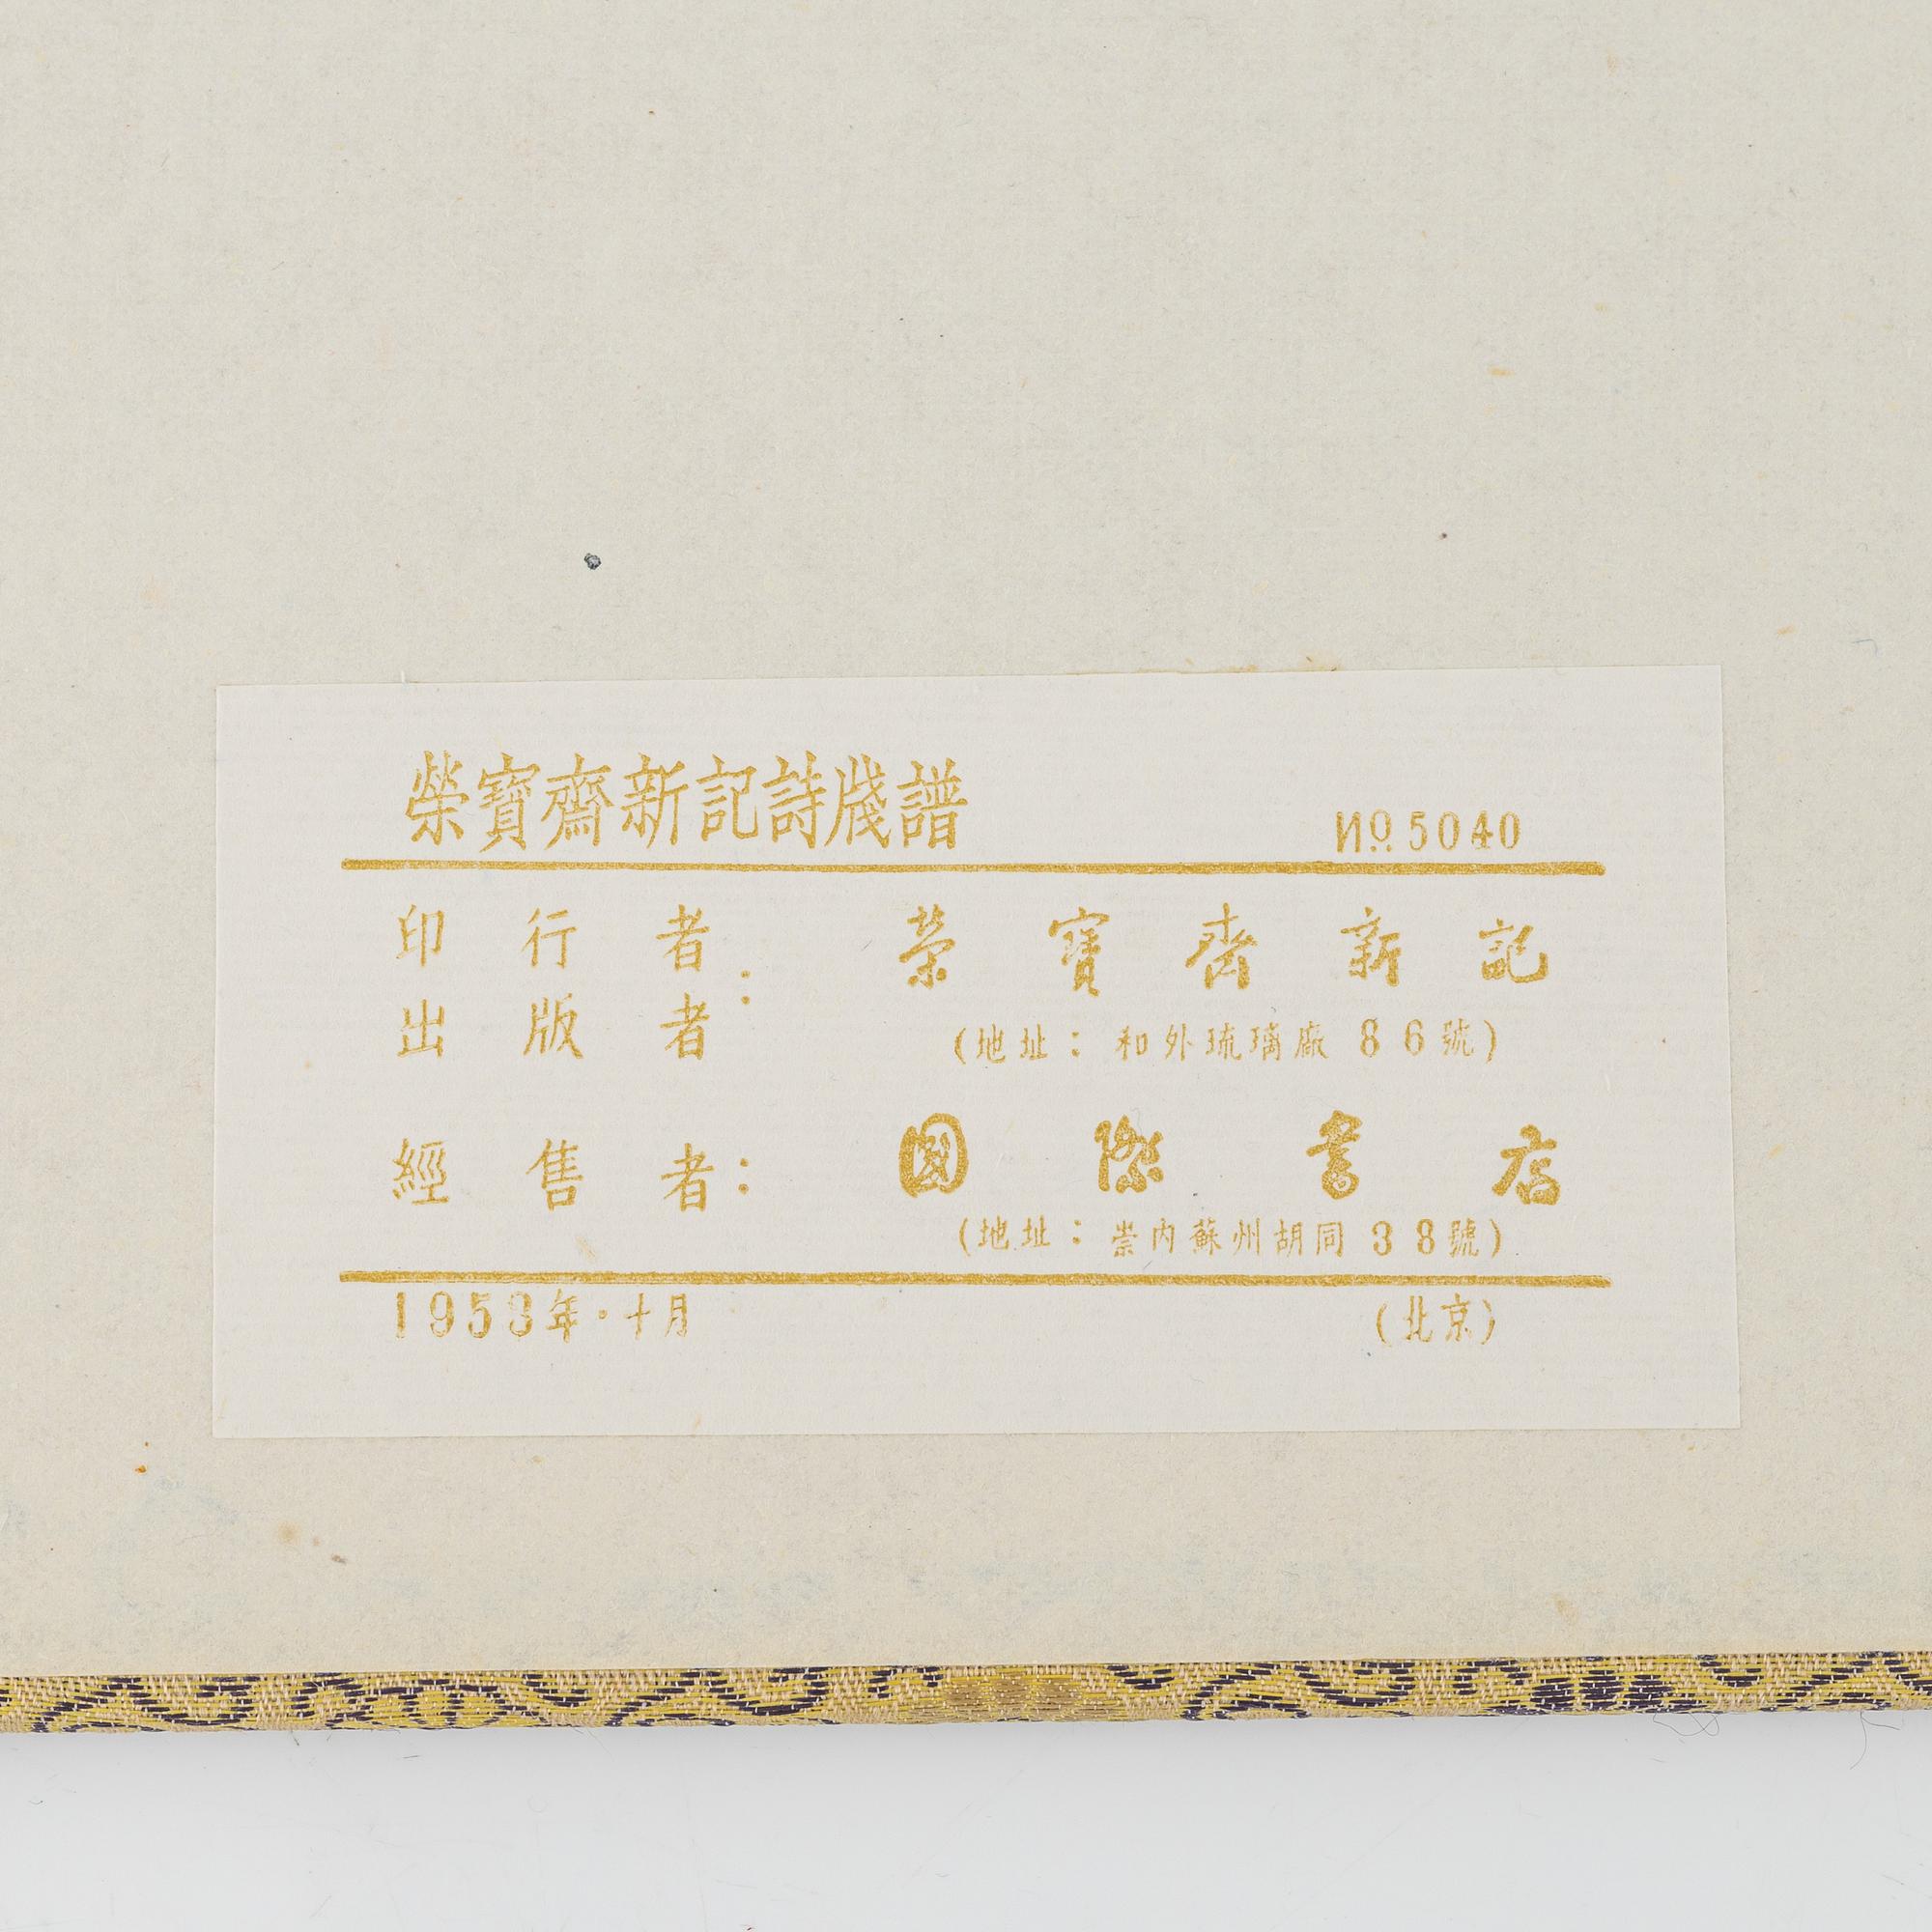 榮寶齋新記詩牋譜 No 5040
印行者
出版者 : 榮寶齋新記
(地址: 和外琉璃廠 86號)
經售者: 國際書店
(地址: 崇内蘇州胡同 38號)
1953年·十月 (北京)